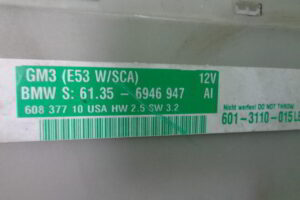 GM3 (E53 W/SCA) 12V
BMW S: 61.35 - 6946 947 AI
608 377 10 USA HW 2.5 SW 3.2
Nicht werfen! DO NOT THROW
601-3110-015